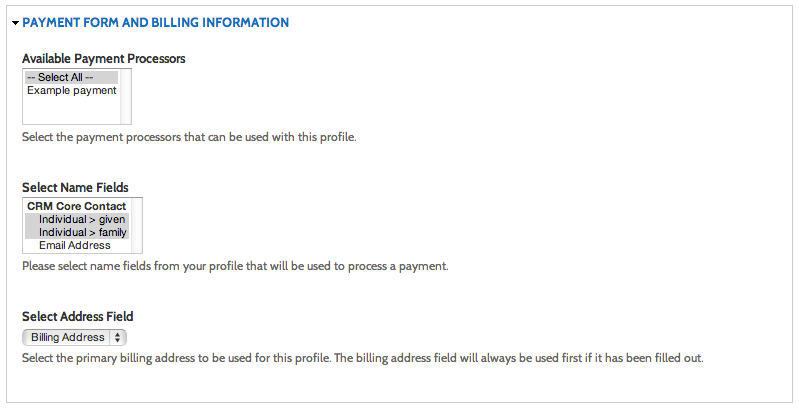 PAYMENT FORM AND BILLING INFORMATION
Available Payment Processors
-- Select All --
Example payment
Select the payment processors that can be used with this profile.
Select Name Fields
CRM Core Contact
Individual > given
Individual > family
Email Address
Please select name fields from your profile that will be used to process a payment.
Select Address Field
Billing Address
Select the primary billing address to be used for this profile. The billing address field will always be used first if it has been filled out.